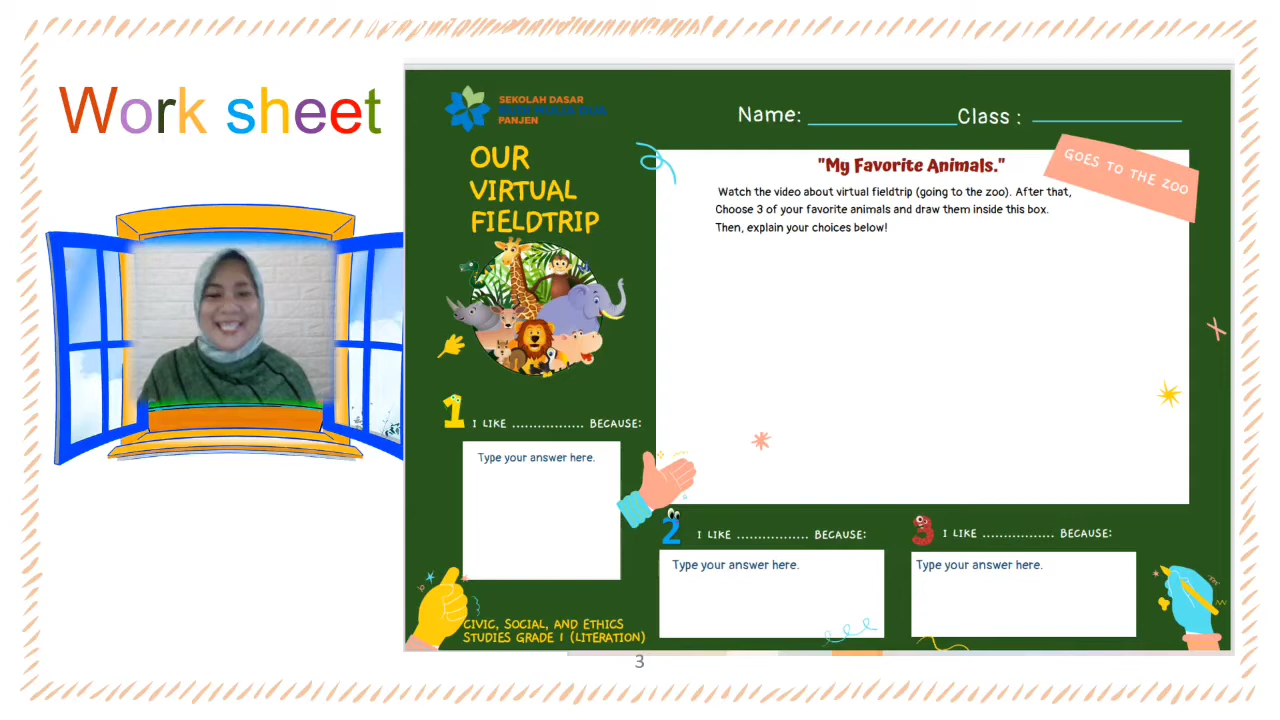 Work sheet
SEKOLAH DASAR
PANJEN
Name: Class :
OUR
VIRTUAL
FIELDTRIP
GOES TO THE ZOO
"My Favorite Animals."
Watch the video about virtual fieldtrip (going to the zoo). After that,
Choose 3 of your favorite animals and draw them inside this box.
Then, explain your choices below!
1 I LIKE ................. BECAUSE:
Type your answer here.
2 I LIKE ................. BECAUSE:
Type your answer here.
3 I LIKE ................. BECAUSE:
Type your answer here.
CIVIC, SOCIAL, AND ETHICS
STUDIES GRADE 1 (LITERATION)
3